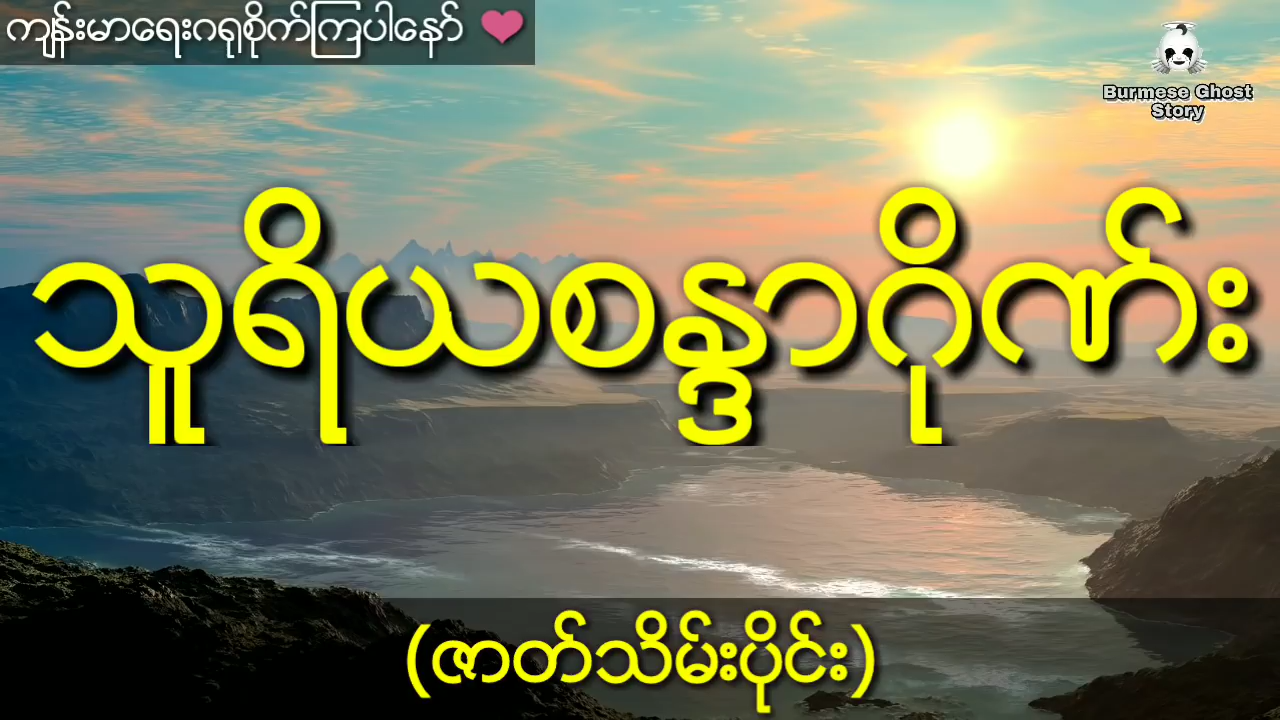 ကျန်းမာရေးဂရုစိုက်ကြပါနော် ❤
Burmese Ghost
Story
သူရိယစန္ဒာဂိုဏ်း
(ဇာတ်သိမ်းပိုင်း)